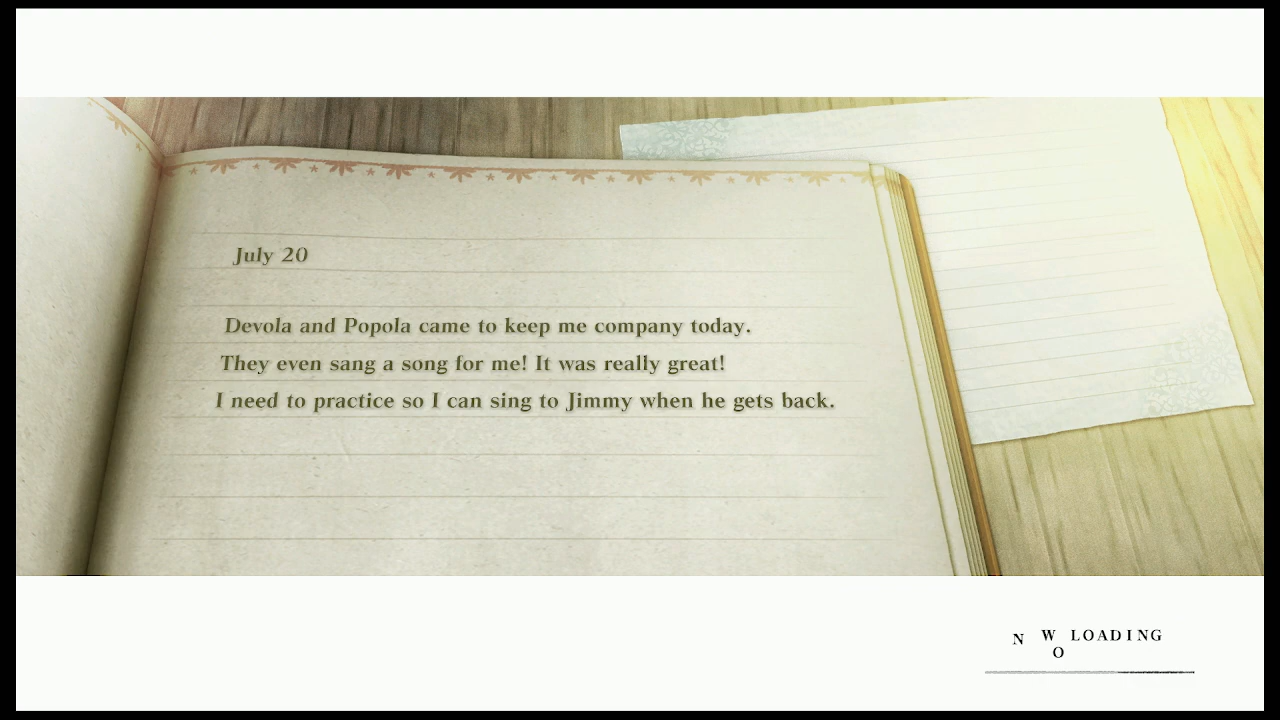 July 20
Devola and Popola came to keep me company today.
They even sang a song for me! It was really great!
I need to practice so I can sing to Jimmy when he gets back.
NOW LOADING